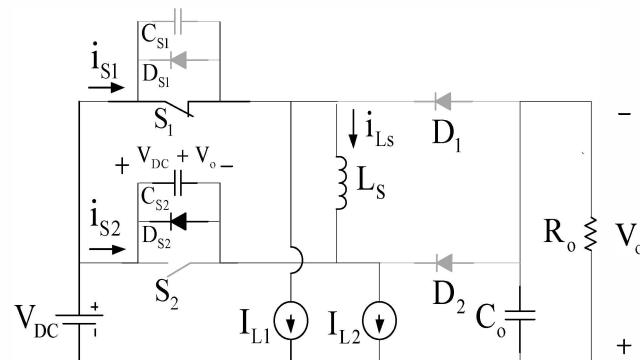 C_S1
i_S1
D_S1
S_1
i_Ls
D_1
−
+ V_DC + V_o −
C_S2
L_S
i_S2
D_S2
R_o
V_o
S_2
D_2
V_DC
+
-
I_L1
I_L2
C_o
+